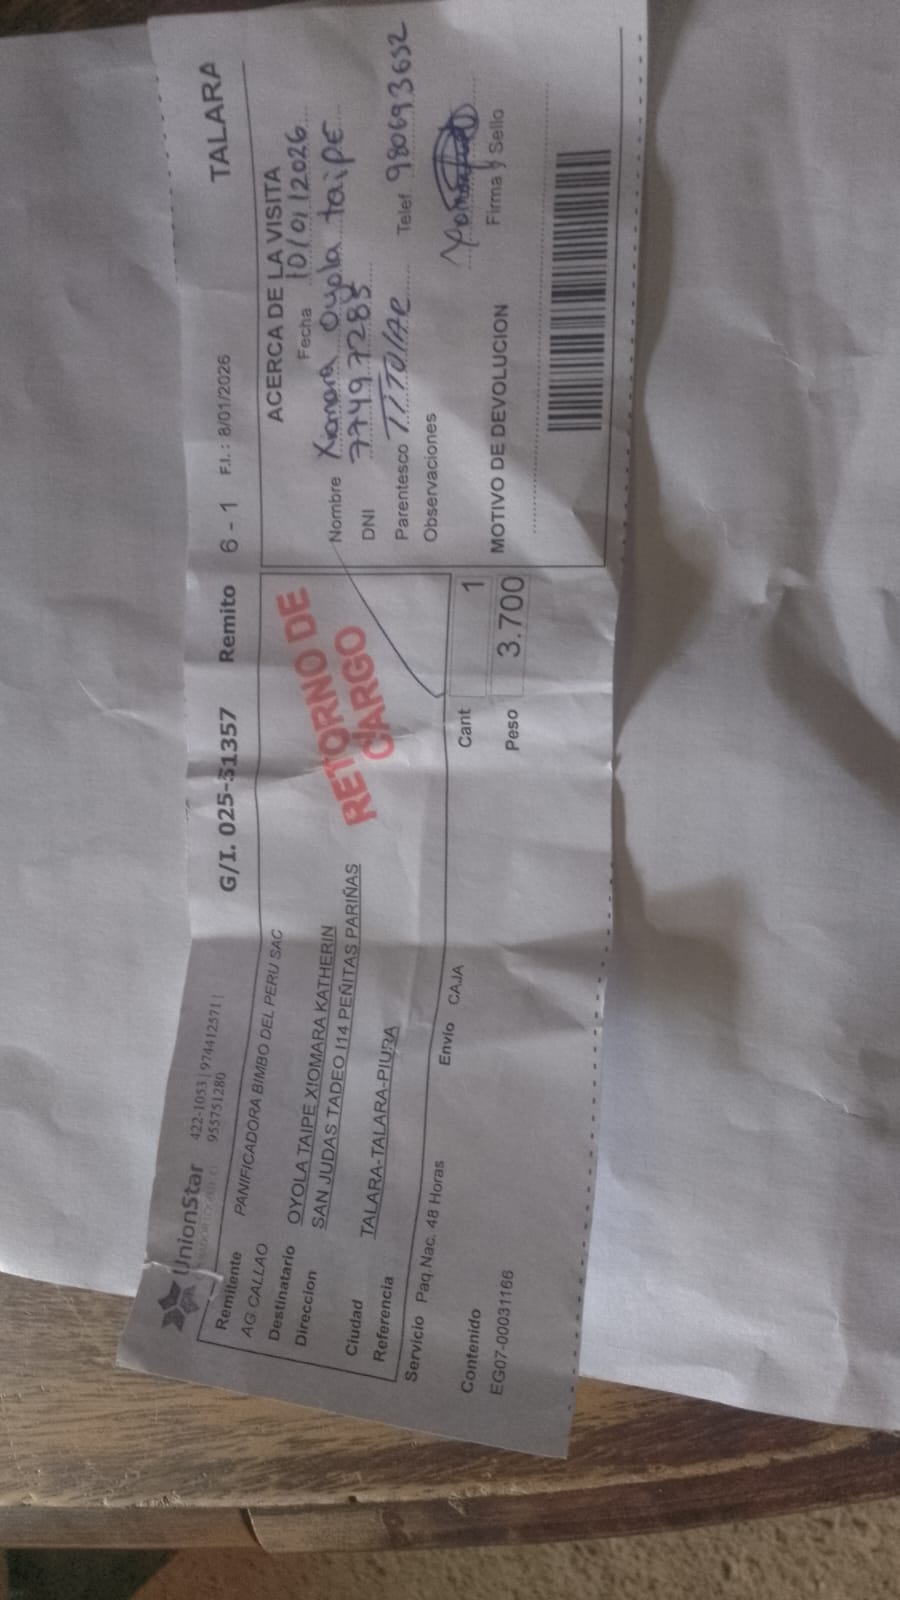 UnionStar 422-1053 | 974412571 |
955751280
G/I. 025-51357 Remito 6 - 1 F.I.: 8/01/2026 TALARA
Remitente PANIFICADORA BIMBO DEL PERU SAC
AG.CALLAO
Destinatario OYOLA TAIPE XIOMARA KATHERIN
Direccion SAN JUDAS TADEO I14 PEÑITAS PARIÑAS
Ciudad TALARA-TALARA-PIURA
Referencia
RETORNO DE
CARGO
Servicio Paq.Nac. 48 Horas Envío CAJA
Cant 1
Peso 3.700
Contenido
EG07-00031166
ACERCA DE LA VISITA
Fecha 10/01/2026
Nombre Xiomara Oyola taipe
DNI 77497285
Parentesco TITULAR Telef 980693652
Observaciones
Firma y Sello
MOTIVO DE DEVOLUCION